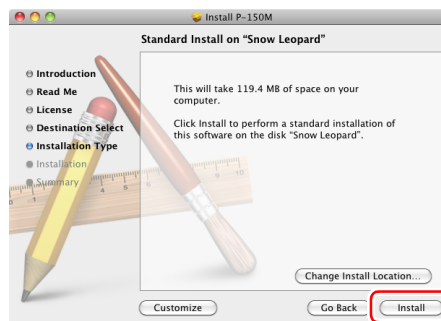 Install P-150M
Standard Install on “Snow Leopard”
Introduction
Read Me
License
Destination Select
Installation Type
Installation
Summary
This will take 119.4 MB of space on your
computer.
Click Install to perform a standard installation of
this software on the disk “Snow Leopard”.
Change Install Location...
Customize
Go Back
Install